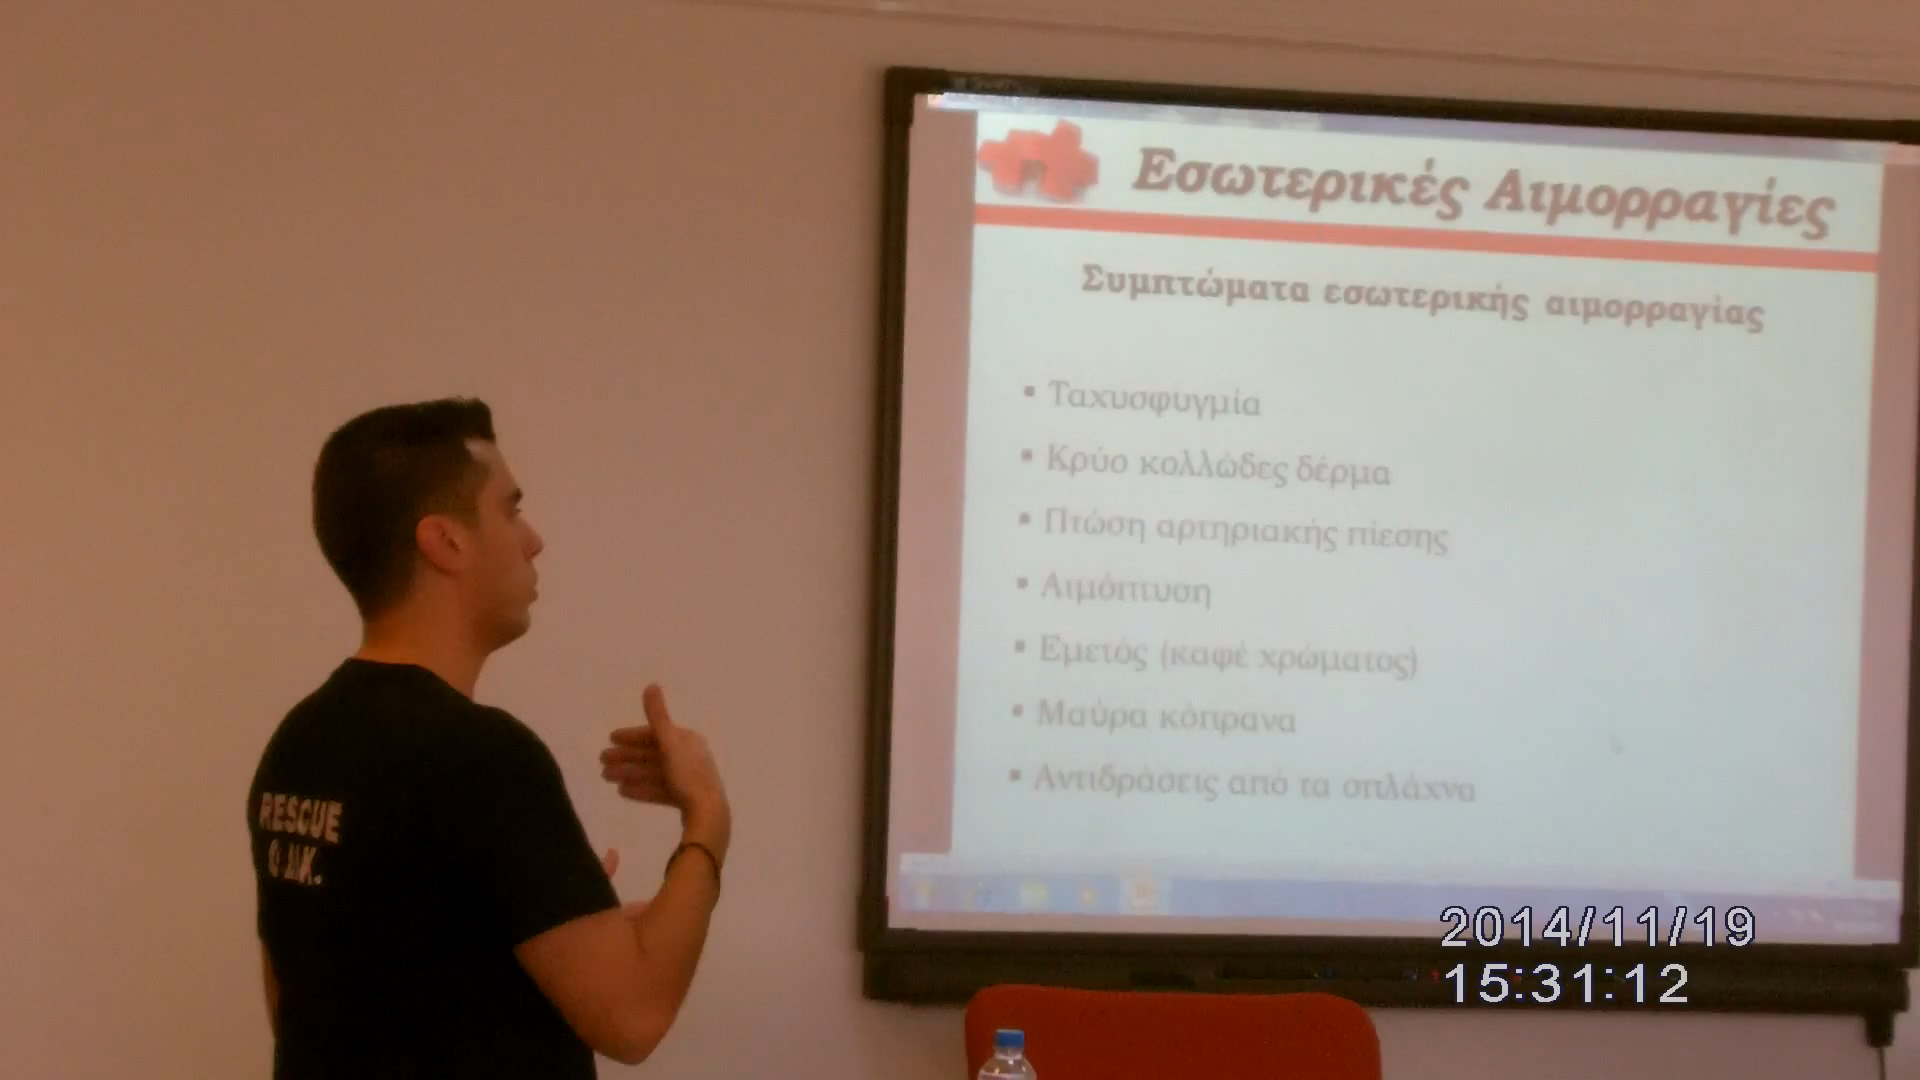 Εσωτερικές Αιμορραγίες
Συμπτώματα εσωτερικής αιμορραγίας
▪ Ταχυσφυγμία
▪ Κρύο κολλώδες δέρμα
▪ Πτώση αρτηριακής πίεσης
▪ Αιμόπτυση
▪ Εμετός (καφέ χρώματος)
▪ Μαύρα κόπρανα
▪ Αντιδράσεις από τα σπλάχνα
RESCUE
2014/11/19
15:31:12